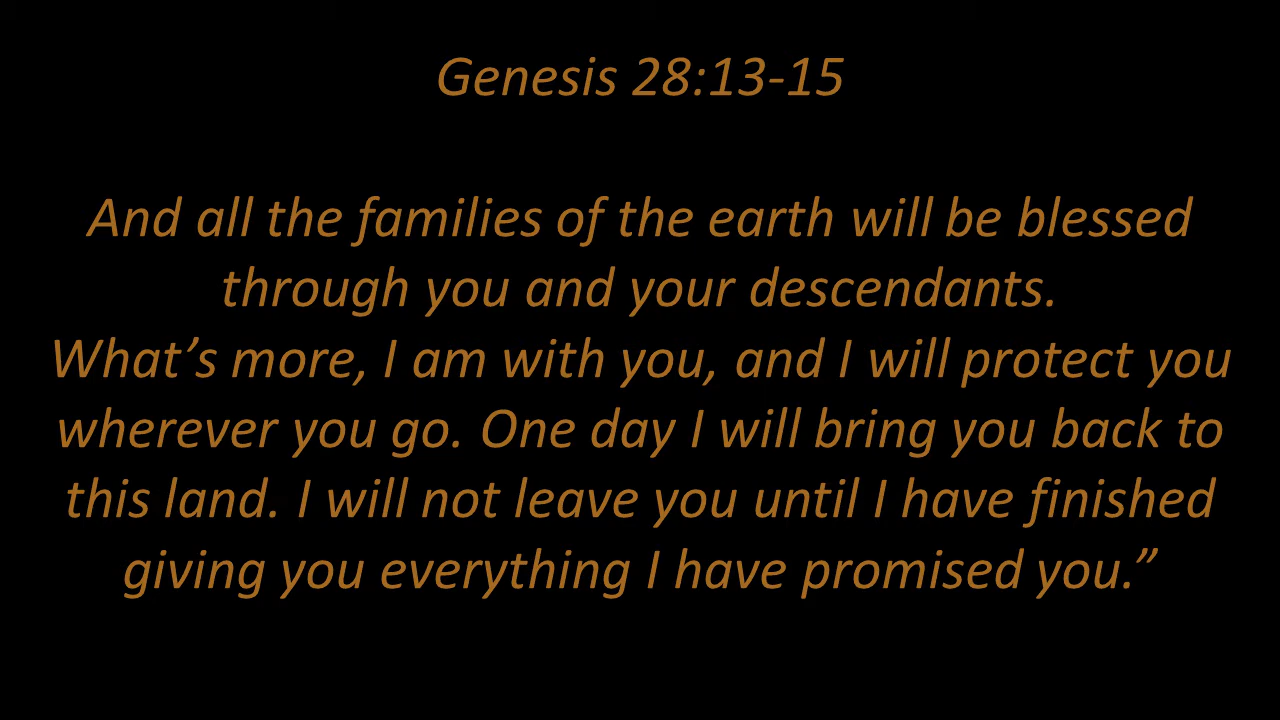 Genesis 28:13-15
And all the families of the earth will be blessed
through you and your descendants.
What’s more, I am with you, and I will protect you
wherever you go. One day I will bring you back to
this land. I will not leave you until I have finished
giving you everything I have promised you.”